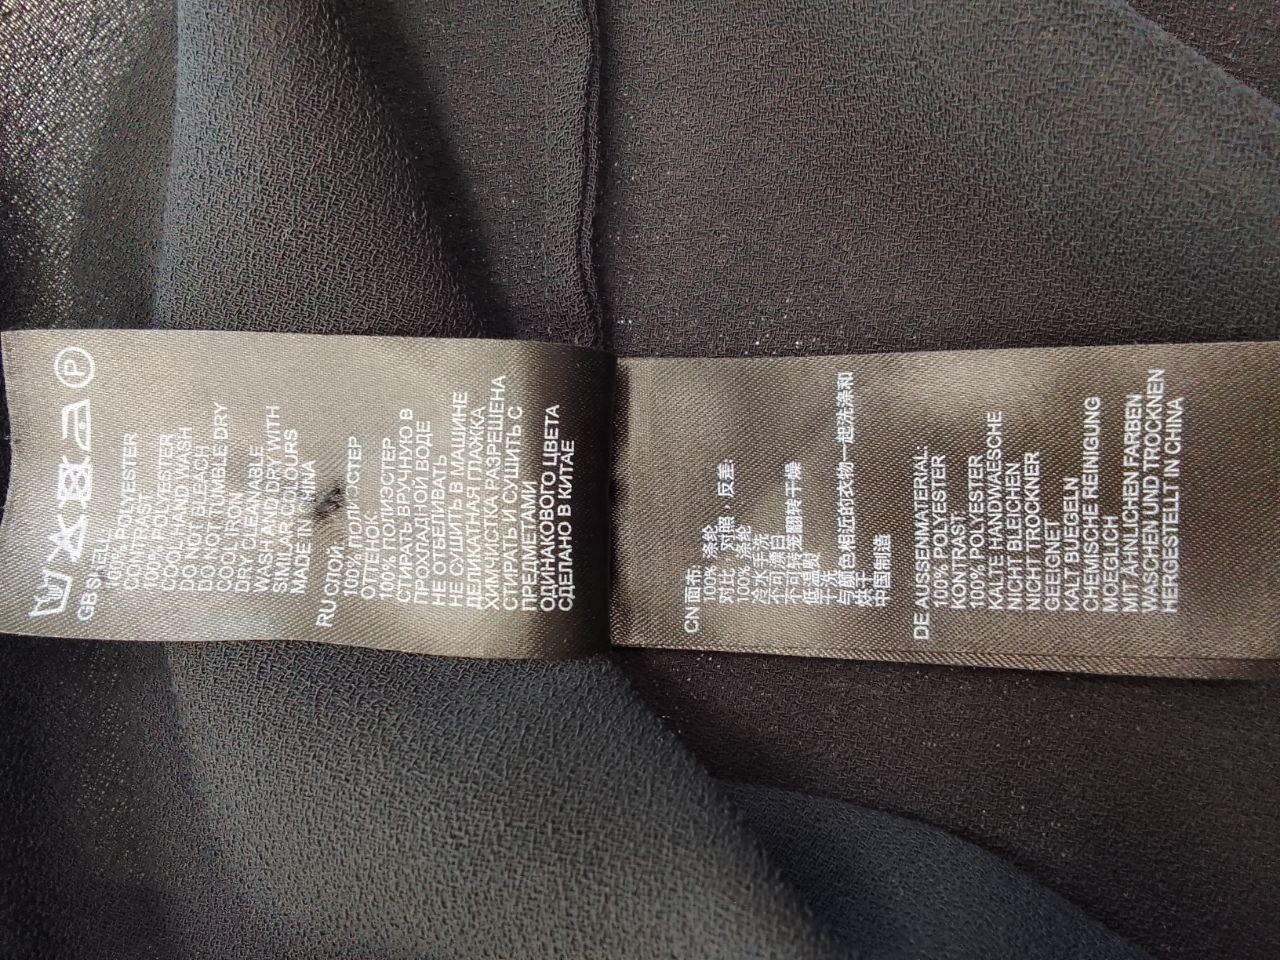 P
GB SHELL:
100% POLYESTER
CONTRAST:
100% POLYESTER
COOL HAND WASH
DO NOT BLEACH
DO NOT TUMBLE DRY
COOL IRON
DRY CLEANABLE
WASH AND DRY WITH
SIMILAR COLOURS
MADE IN CHINA
RU СЛОЙ:
100% ПОЛИЭСТЕР
ОТТЕНОК:
100% ПОЛИЭСТЕР
СТИРАТЬ ВРУЧНУЮ В
ПРОХЛАДНОЙ ВОДЕ
НЕ ОТБЕЛИВАТЬ
НЕ СУШИТЬ В МАШИНЕ
ДЕЛИКАТНАЯ ГЛАЖКА
ХИМЧИСТКА РАЗРЕШЕНА
СТИРАТЬ И СУШИТЬ С
ПРЕДМЕТАМИ
ОДИНАКОВОГО ЦВЕТА
СДЕЛАНО В КИТАЕ
CN 面布:
100% 涤纶
对比 对照，反差:
100% 涤纶
冷水手洗
不可漂白
不可转笼翻转干燥
低温熨
干洗
与颜色相近的衣物一起洗涤和
烘干
中国制造
DE AUSSENMATERIAL:
100% POLYESTER
KONTRAST:
100% POLYESTER
KALTE HANDWAESCHE
NICHT BLEICHEN
NICHT TROCKNER
GEEIGNET
KALT BUEGELN
CHEMISCHE REINIGUNG
MOEGLICH
MIT ÄHNLICHEN FARBEN
WASCHEN UND TROCKNEN
HERGESTELLT IN CHINA